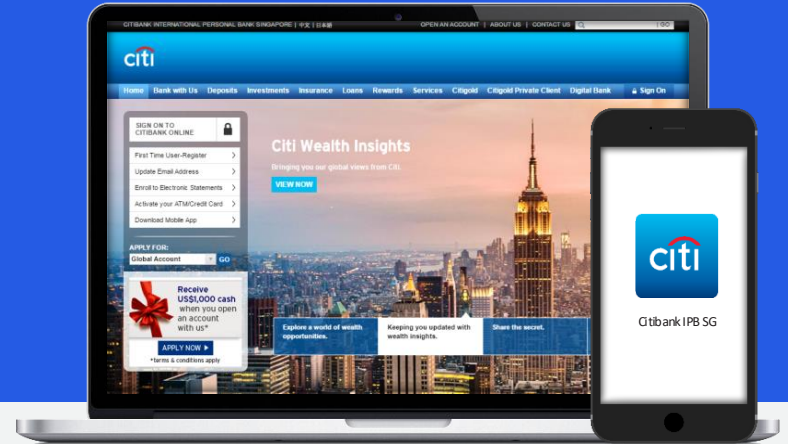 CITIBANK INTERNATIONAL PERSONAL BANK SINGAPORE | 中文 | 日本語
OPEN AN ACCOUNT | ABOUT US | CONTACT US
GO
citi
Home Bank with Us Deposits Investments Insurance Loans Rewards Services Citigold Citigold Private Client Digital Bank Sign On
SIGN ON TO
CITIBANK ONLINE
First Time User-Register
Update Email Address
Enroll to Electronic Statements
Activate your ATM/Credit Card
Download Mobile App
APPLY FOR:
Global Account GO
Receive
US$1,000 cash
when you open
an account
with us*
APPLY NOW
*terms & conditions apply
Citi Wealth Insights
Bringing you our global views from Citi.
VIEW NOW
Explore a world of wealth
opportunities.
Keeping you updated with
wealth insights.
Share the secret.
citi
Citibank IPB SG